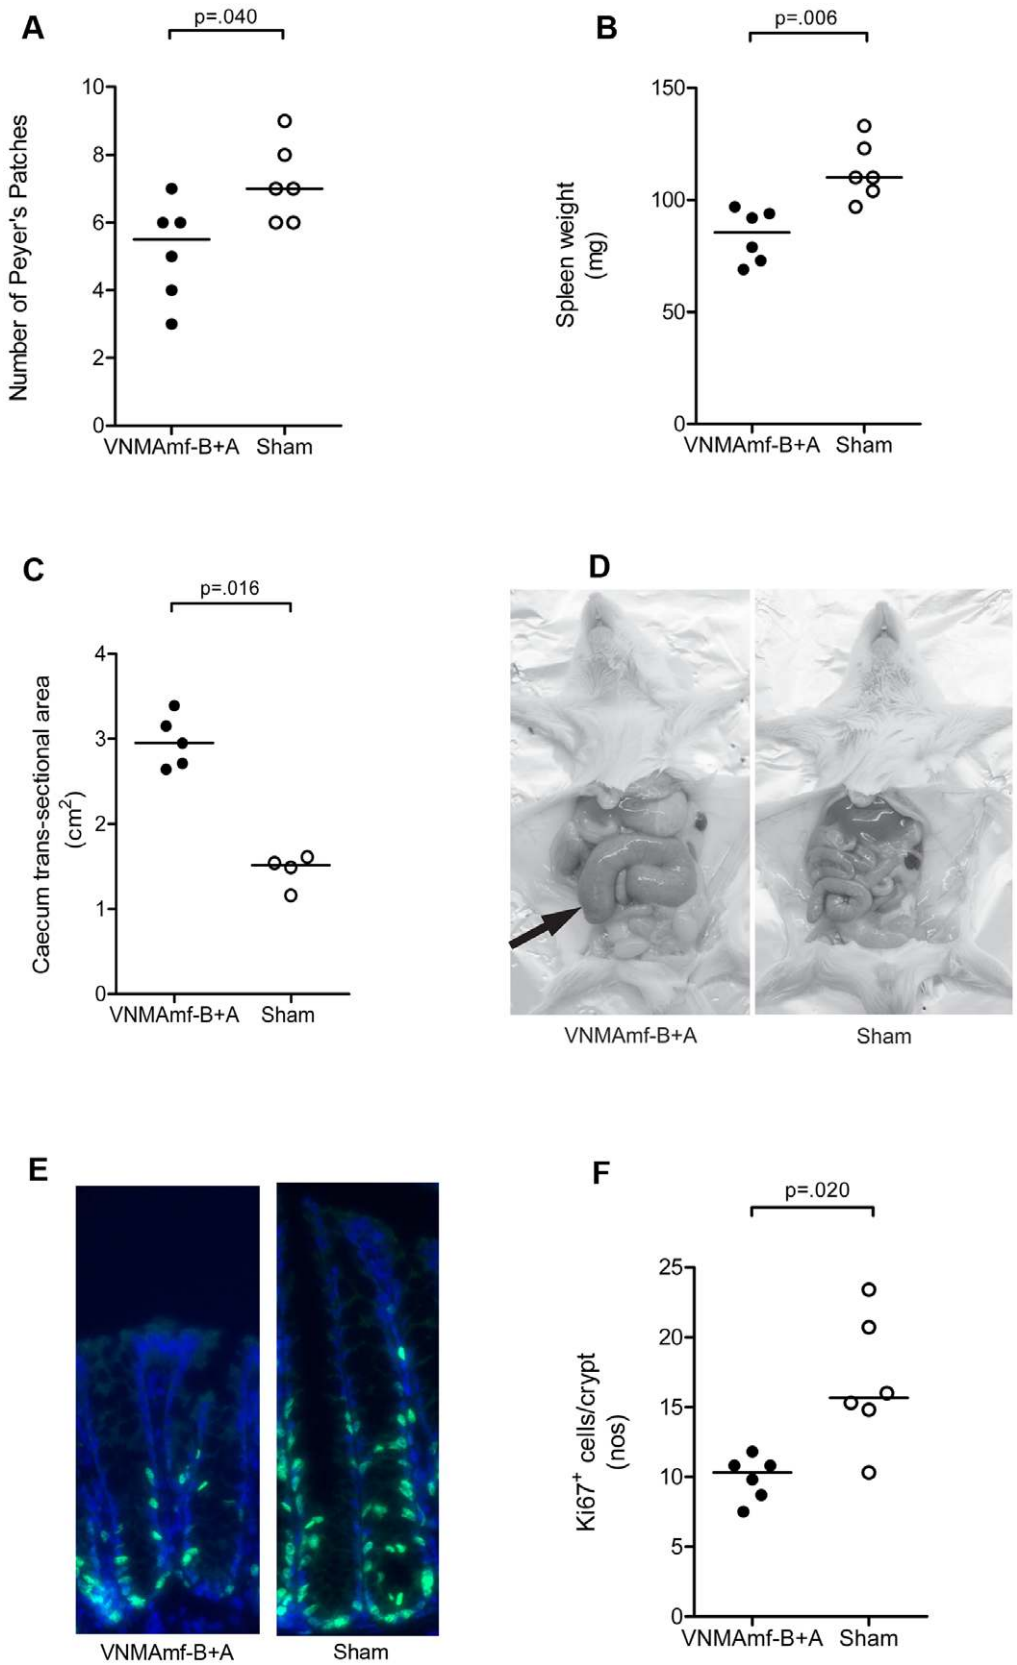 A
p=.040
10
8
6
4
2
0
Number of Peyer's Patches
VNMAmf-B+A Sham
B
p=.006
150
100
50
0
Spleen weight
(mg)
VNMAmf-B+A Sham
C
p=.016
4
3
2
1
0
Caecum trans-sectional area
(cm²)
VNMAmf-B+A Sham
D
VNMAmf-B+A Sham
E
VNMAmf-B+A Sham
F
p=.020
25
20
15
10
5
0
Ki67⁺ cells/crypt
(nos)
VNMAmf-B+A Sham